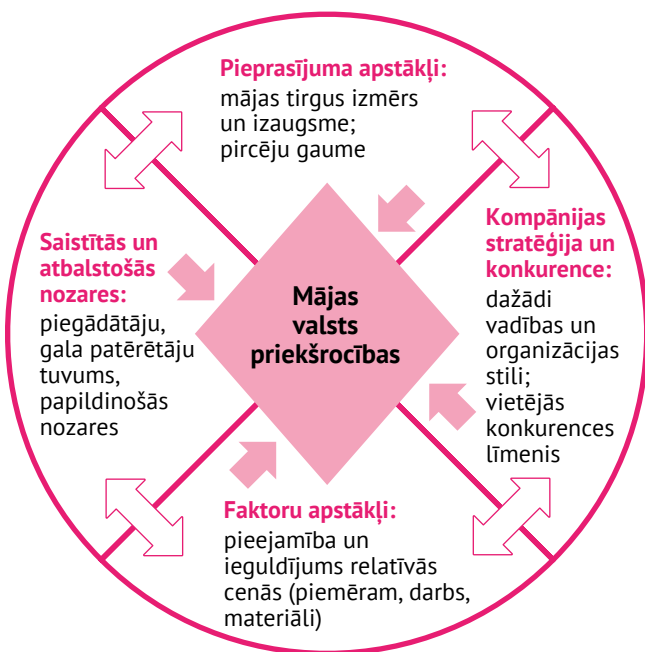 Pieprasījuma apstākļi:
mājas tirgus izmērs
un izaugsme;
pircēju gaume
Saistītās un
atbalstošās
nozares:
piegādātāju,
gala patērētāju
tuvums,
papildinošās
nozares
Mājas
valsts
priekšrocības
Kompānijas
stratēģija un
konkurence:
dažādi
vadības un
organizācijas
stili;
vietējās
konkurences
līmenis
Faktoru apstākļi:
pieejamība un
ieguldījums relatīvās
cenās (piemēram, darbs,
materiāli)